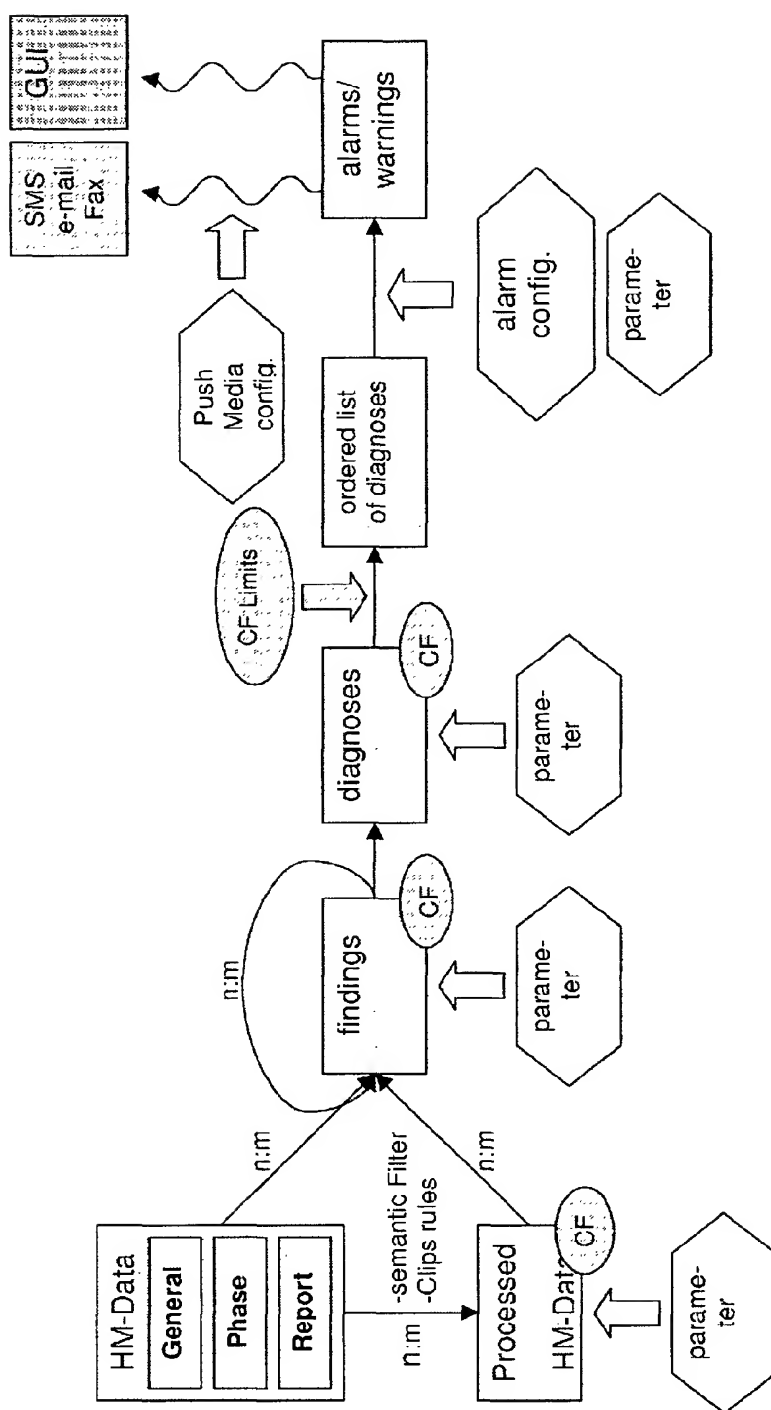 HM-Data
General
Phase
Report
n:m
-semantic Filter
-Clips rules
n:m
n:m
Processed
HM-Data
CF
parame-
ter
n:m
findings
CF
parame-
ter
diagnoses
CF
parame-
ter
CF Limits
ordered list
of diagnoses
Push
Media
config.
alarm
config.
parame-
ter
alarms/
warnings
SMS
e-mail
Fax
GUI